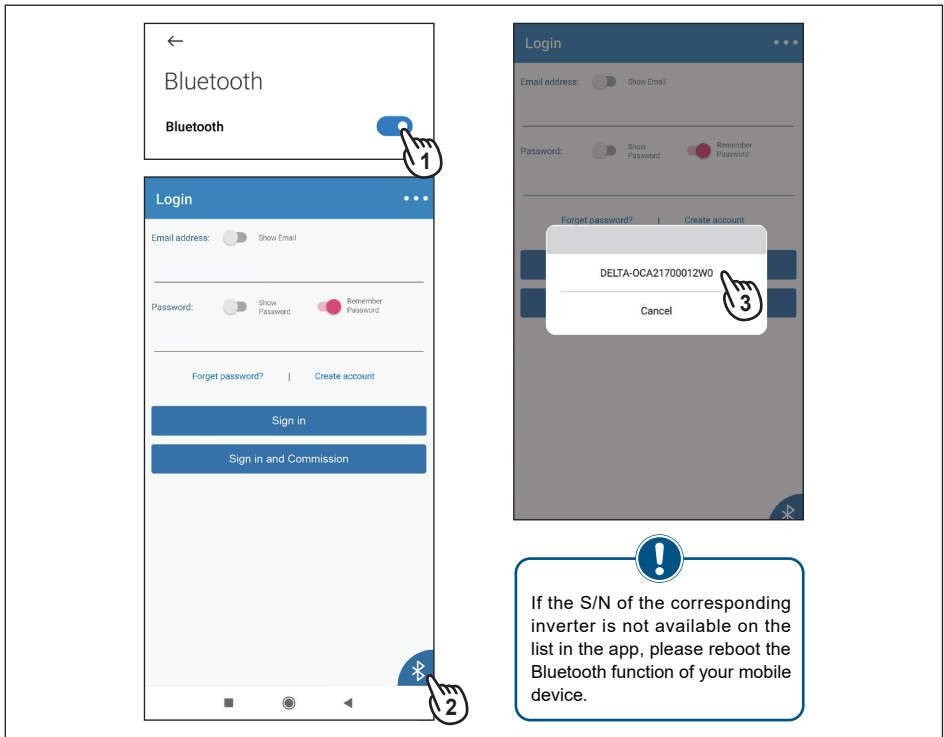 Bluetooth
Bluetooth
1
Login
Email address:
Show Email
Password:
Show
Password
Remember
Password
Forget password? | Create account
Sign in
Sign in and Commission
2
Login
Email address:
Show Email
Password:
Show
Password
Remember
Password
Forget password? | Create account
DELTA-OCA21700012W0
3
Cancel
!
If the S/N of the corresponding
inverter is not available on the
list in the app, please reboot the
Bluetooth function of your mobile
device.